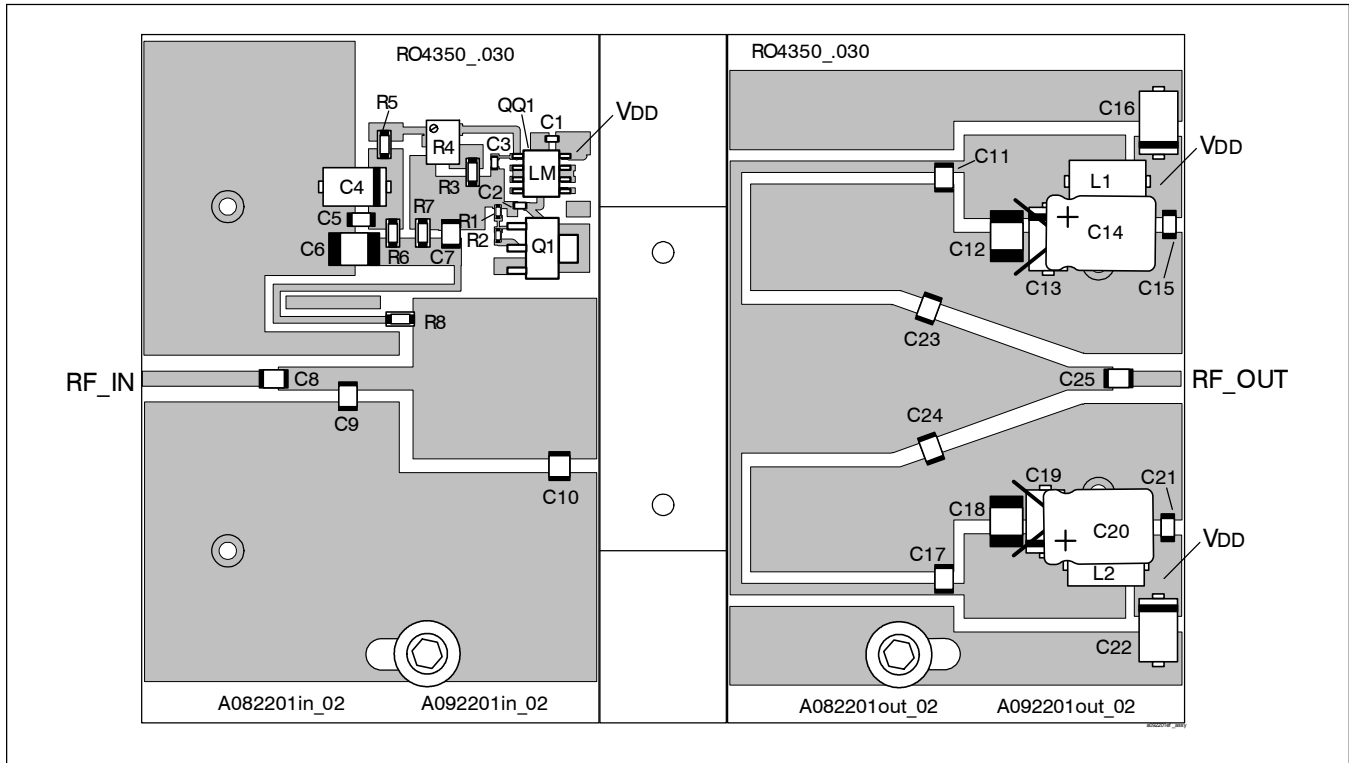 RO4350_.030
RO4350_.030
R5
QQ1
C1
VDD
C16
R4
C3
C11
VDD
R3
LM
L1
C4
C2
C5
R7
R1
C14
C6
R2
Q1
C12
R6
C7
C13
C15
R8
C23
RF_IN
C8
C25
RF_OUT
C9
C24
C10
C19
C21
C18
C20
VDD
C17
L2
C22
A082201in_02
A092201in_02
A082201out_02
A092201out_02